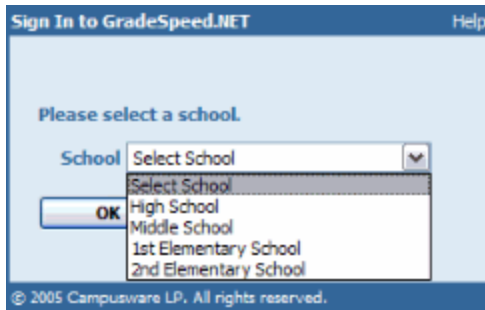 Sign In to GradeSpeed.NET Help
Please select a school.
School Select School
Select School
High School
OK
Middle School
1st Elementary School
2nd Elementary School
© 2005 Campusware LP. All rights reserved.